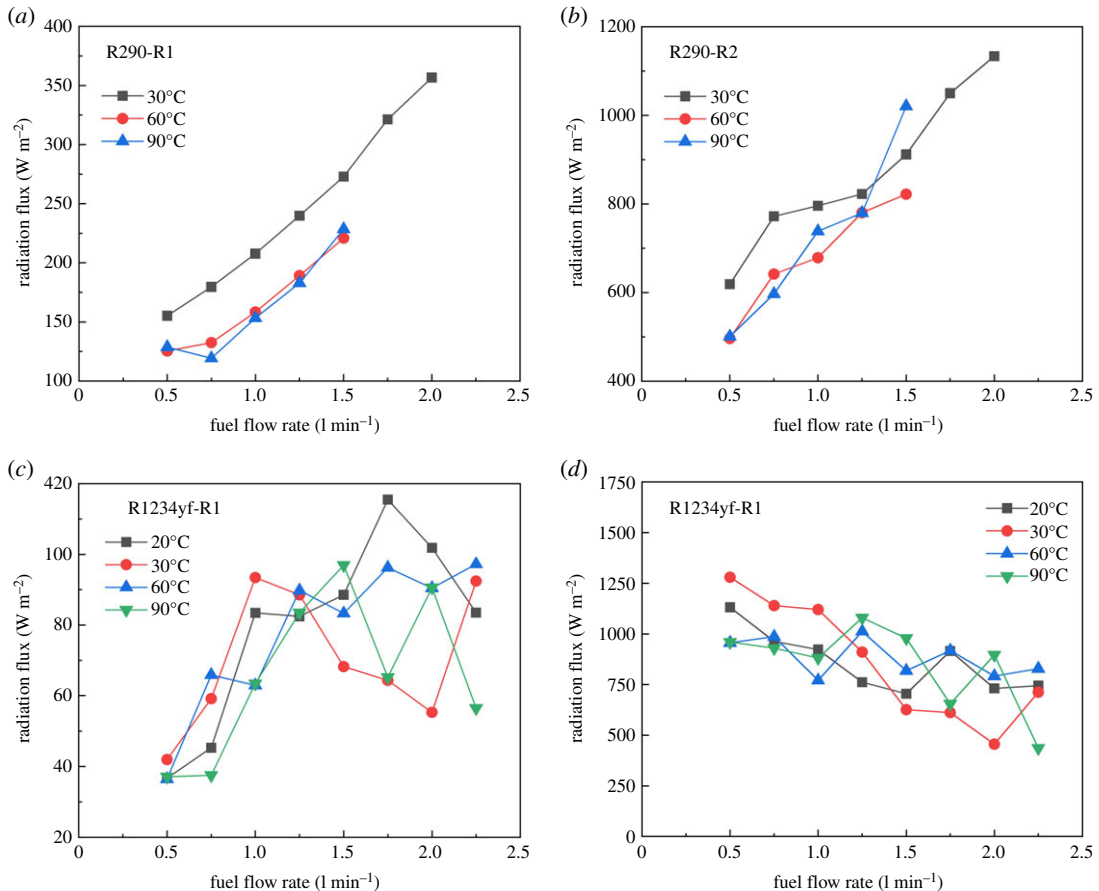 (a)
400
350
300
250
200
150
100
radiation flux (W m⁻²)
R290-R1
30°C
60°C
90°C
0 0.5 1.0 1.5 2.0 2.5
fuel flow rate (l min⁻¹)
(b)
1200
1000
800
600
400
radiation flux (W m⁻²)
R290-R2
30°C
60°C
90°C
0 0.5 1.0 1.5 2.0 2.5
fuel flow rate (l min⁻¹)
(c)
420
100
80
60
40
20
radiation flux (W m⁻²)
R1234yf-R1
20°C
30°C
60°C
90°C
0 0.5 1.0 1.5 2.0 2.5
fuel flow rate (l min⁻¹)
(d)
1750
1500
1250
1000
750
500
250
0
radiation flux (W m⁻²)
R1234yf-R1
20°C
30°C
60°C
90°C
0 0.5 1.0 1.5 2.0 2.5
fuel flow rate (l min⁻¹)